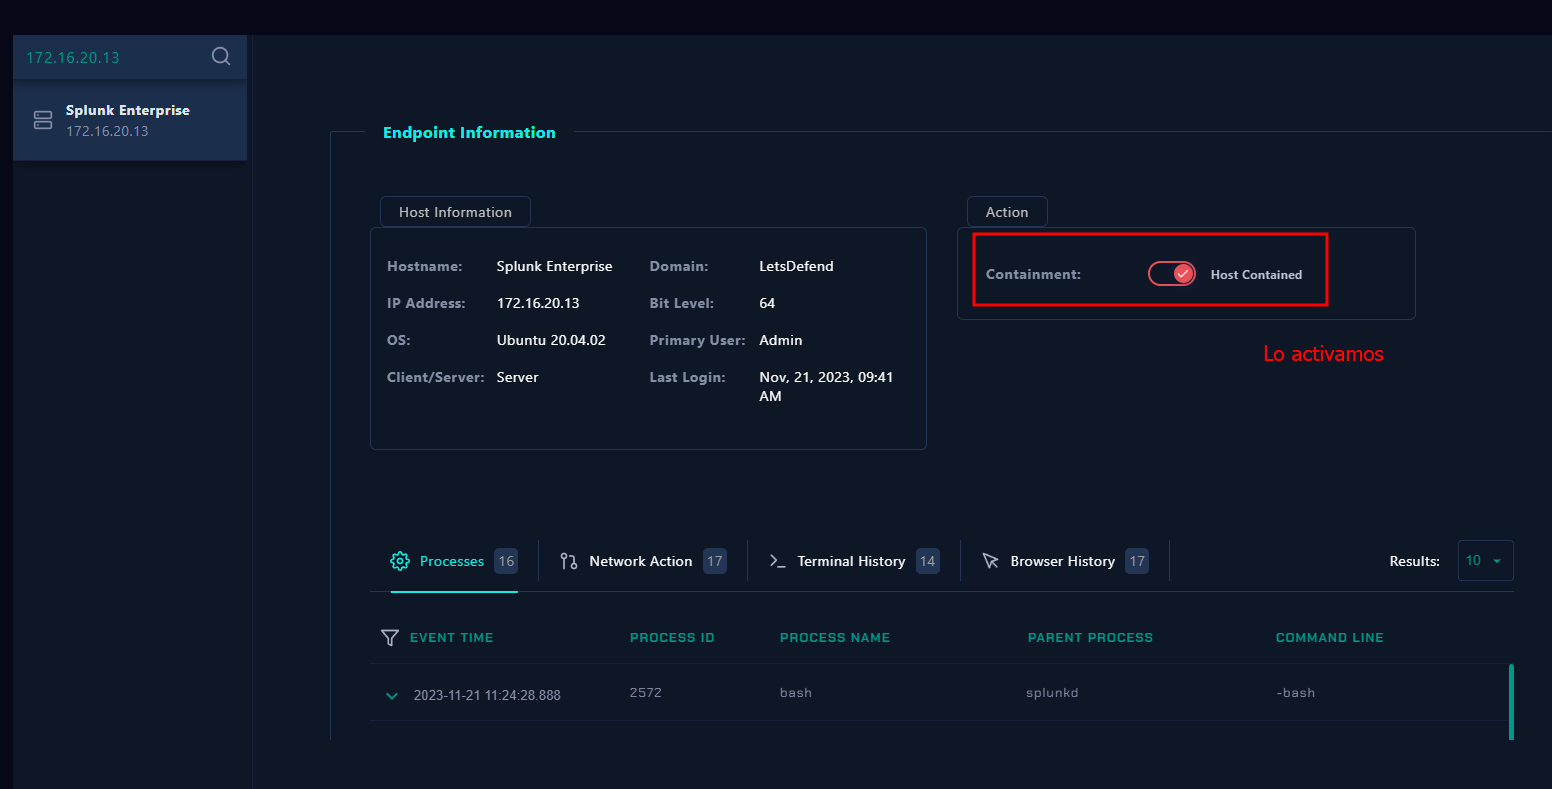 172.16.20.13
Splunk Enterprise
172.16.20.13
Endpoint Information
Host Information
Hostname: Splunk Enterprise Domain: LetsDefend
IP Address: 172.16.20.13 Bit Level: 64
OS: Ubuntu 20.04.02 Primary User: Admin
Client/Server: Server Last Login: Nov, 21, 2023, 09:41
AM
Action
Containment: Host Contained
Lo activamos
Processes 16 Network Action 17 Terminal History 14 Browser History 17 Results: 10
EVENT TIME PROCESS ID PROCESS NAME PARENT PROCESS COMMAND LINE
2023-11-21 11:24:28.888 2572 bash splunkd -bash